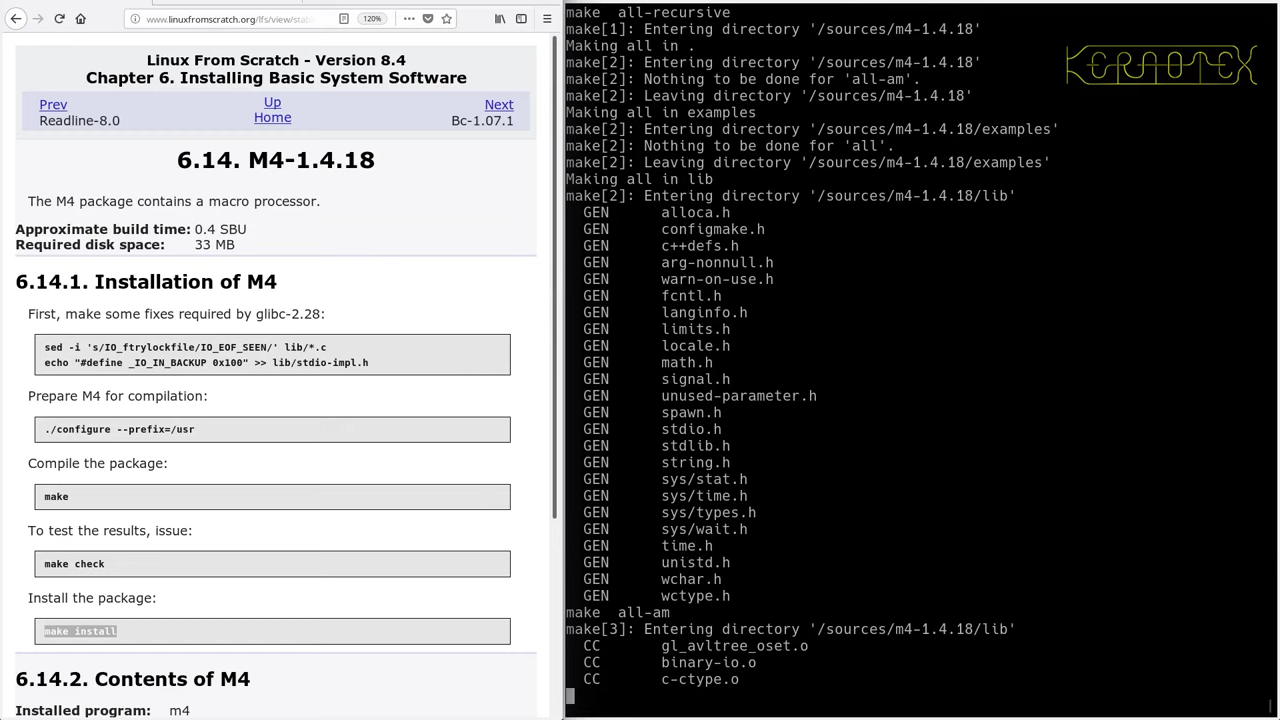 www.linuxfromscratch.org/lfs/view/stab
120%
Linux From Scratch - Version 8.4
Chapter 6. Installing Basic System Software
Prev
Up
Next
Readline-8.0
Home
Bc-1.07.1
6.14. M4-1.4.18
The M4 package contains a macro processor.
Approximate build time: 0.4 SBU
Required disk space: 33 MB
6.14.1. Installation of M4
First, make some fixes required by glibc-2.28:
sed -i 's/IO_ftrylockfile/IO_EOF_SEEN/' lib/*.c
echo "#define _IO_IN_BACKUP 0x100" >> lib/stdio-impl.h
Prepare M4 for compilation:
./configure --prefix=/usr
Compile the package:
make
To test the results, issue:
make check
Install the package:
make install
6.14.2. Contents of M4
Installed program: m4
make  all-recursive
make[1]: Entering directory '/sources/m4-1.4.18'
Making all in .
make[2]: Entering directory '/sources/m4-1.4.18'
make[2]: Nothing to be done for 'all-am'.
make[2]: Leaving directory '/sources/m4-1.4.18'
Making all in examples
make[2]: Entering directory '/sources/m4-1.4.18/examples'
make[2]: Nothing to be done for 'all'.
make[2]: Leaving directory '/sources/m4-1.4.18/examples'
Making all in lib
make[2]: Entering directory '/sources/m4-1.4.18/lib'
GEN      alloca.h
GEN      configmake.h
GEN      c++defs.h
GEN      arg-nonnull.h
GEN      warn-on-use.h
GEN      fcntl.h
GEN      langinfo.h
GEN      limits.h
GEN      locale.h
GEN      math.h
GEN      signal.h
GEN      unused-parameter.h
GEN      spawn.h
GEN      stdio.h
GEN      stdlib.h
GEN      string.h
GEN      sys/stat.h
GEN      sys/time.h
GEN      sys/types.h
GEN      sys/wait.h
GEN      time.h
GEN      unistd.h
GEN      wchar.h
GEN      wctype.h
make  all-am
make[3]: Entering directory '/sources/m4-1.4.18/lib'
CC       gl_avltree_oset.o
CC       binary-io.o
CC       c-ctype.o